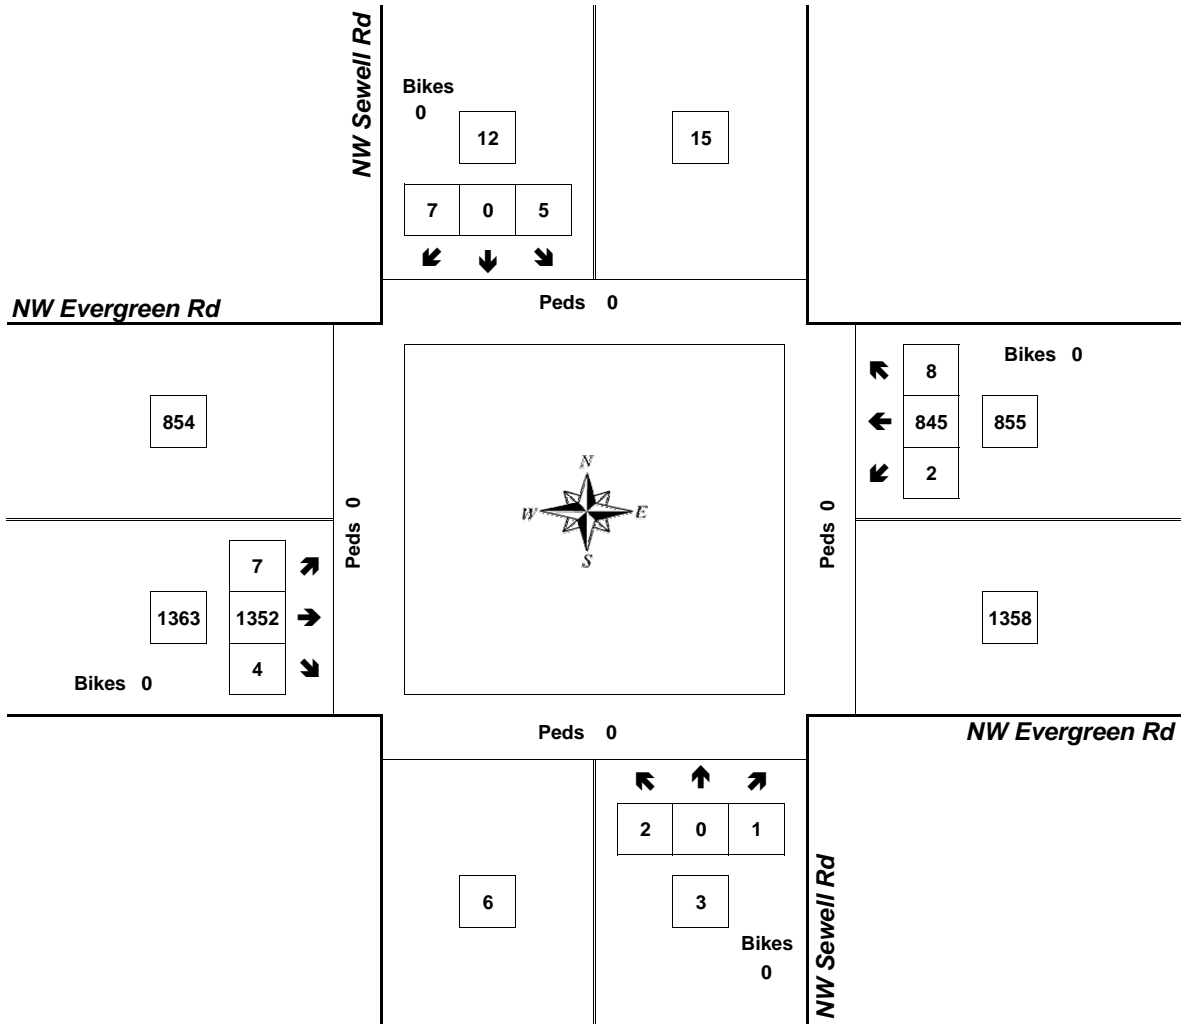 NW Sewell Rd
Bikes
0
12
15
7 0 5
NW Evergreen Rd
Peds 0
8
Bikes 0
854
845
855
2
N
W E
S
Peds 0
Peds 0
7
1363
1352
1358
4
Bikes 0
Peds 0
NW Evergreen Rd
2 0 1
6
3
NW Sewell Rd
Bikes
0